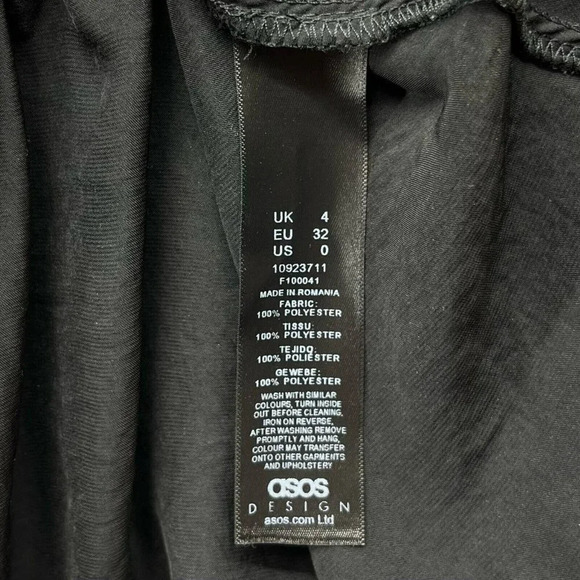 UK 4
EU 32
US 0
10923711
F100041
MADE IN ROMANIA
FABRIC:
100% POLYESTER
TISSU:
100% POLYESTER
TEJIDO:
100% POLIESTER
GEWEBE:
100% POLYESTER
WASH WITH SIMILAR
COLOURS, TURN INSIDE
OUT BEFORE CLEANING,
IRON ON REVERSE,
AFTER WASHING REMOVE
PROMPTLY AND HANG,
COLOUR MAY TRANSFER
ONTO OTHER GARMENTS
AND UPHOLSTERY
asos
DESIGN
asos.com Ltd